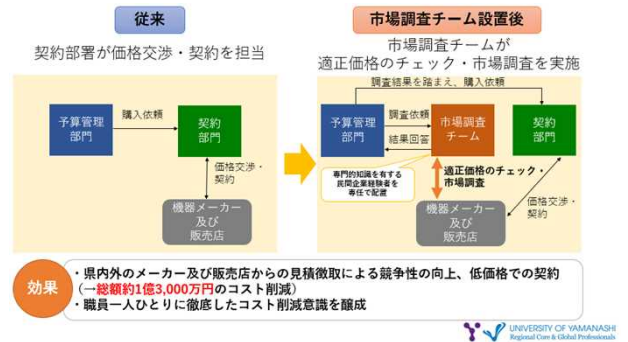 従来
契約部署が価格交渉・契約を担当
予算管理
部門
購入依頼
契約
部門
価格交渉・
契約
機器メーカー
及び
販売店
市場調査チーム設置後
市場調査チームが
適正価格のチェック・市場調査を実施
調査結果を踏まえ、購入依頼
予算管理
部門
調査依頼
結果回答
市場調査
チーム
契約
部門
専門的知識を有する
民間企業経験者を
専任で配置
適正価格のチェック・
市場調査
価格交渉・
契約
機器メーカー
及び
販売店
効果
・県内外のメーカー及び販売店からの見積徴取による競争性の向上、低価格での契約
（→総額約1億3,000万円のコスト削減）
・職員一人ひとりに徹底したコスト削減意識を醸成
UNIVERSITY OF YAMANASHI
Regional Core & Global Professionals